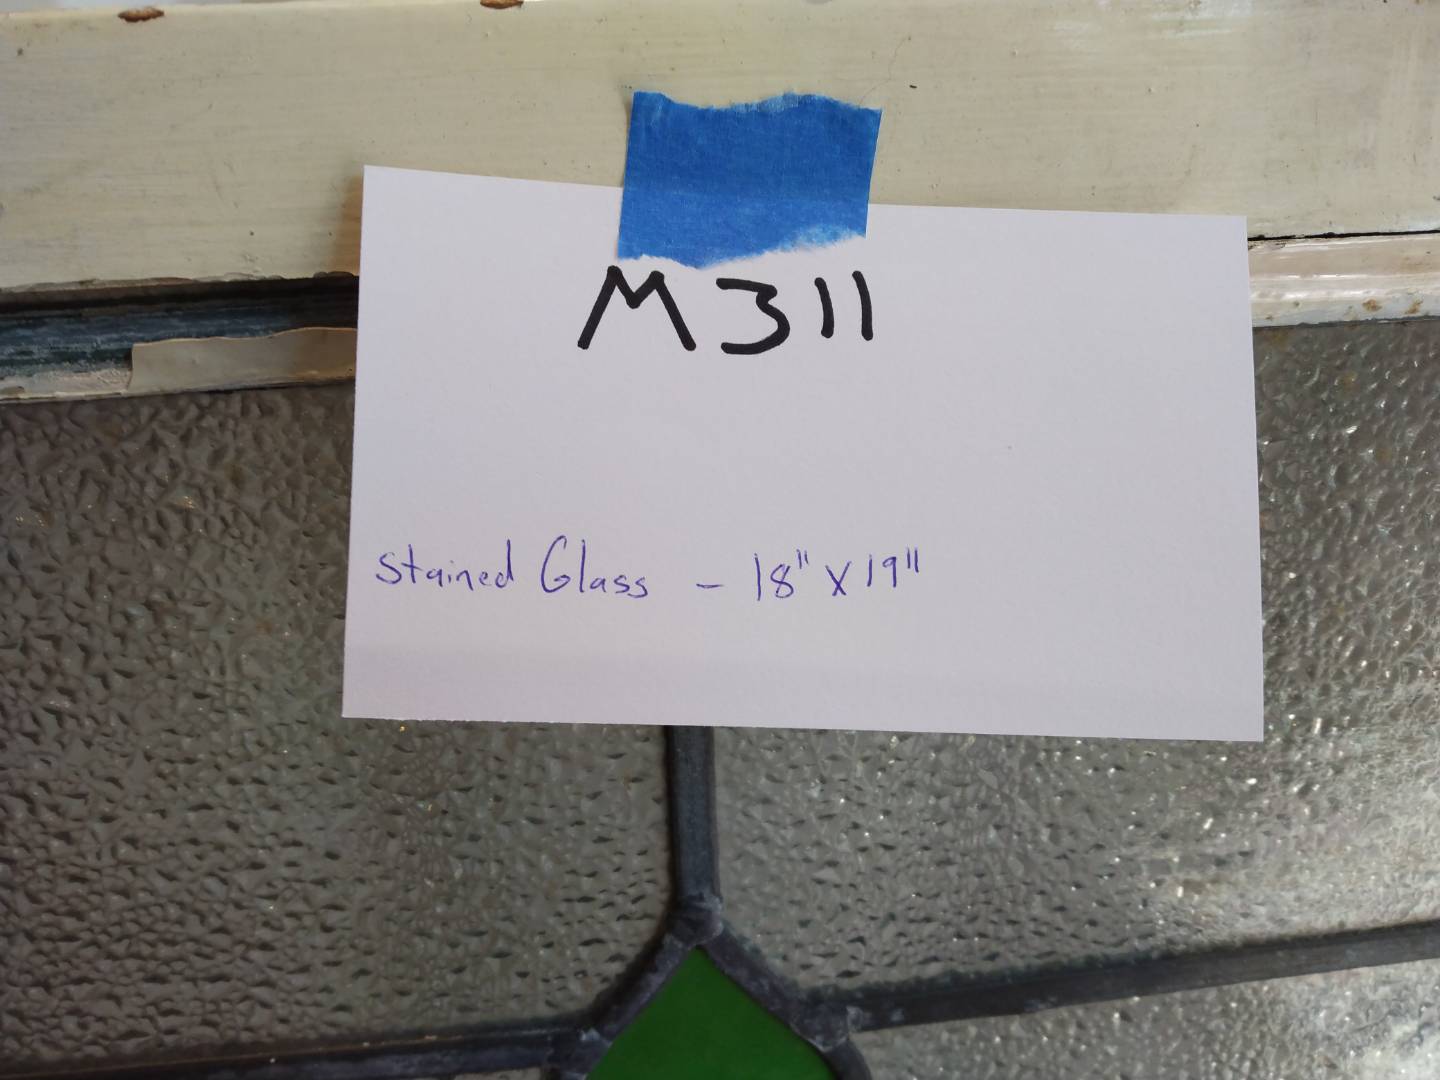 M311
Stained Glass - 18" x 19"